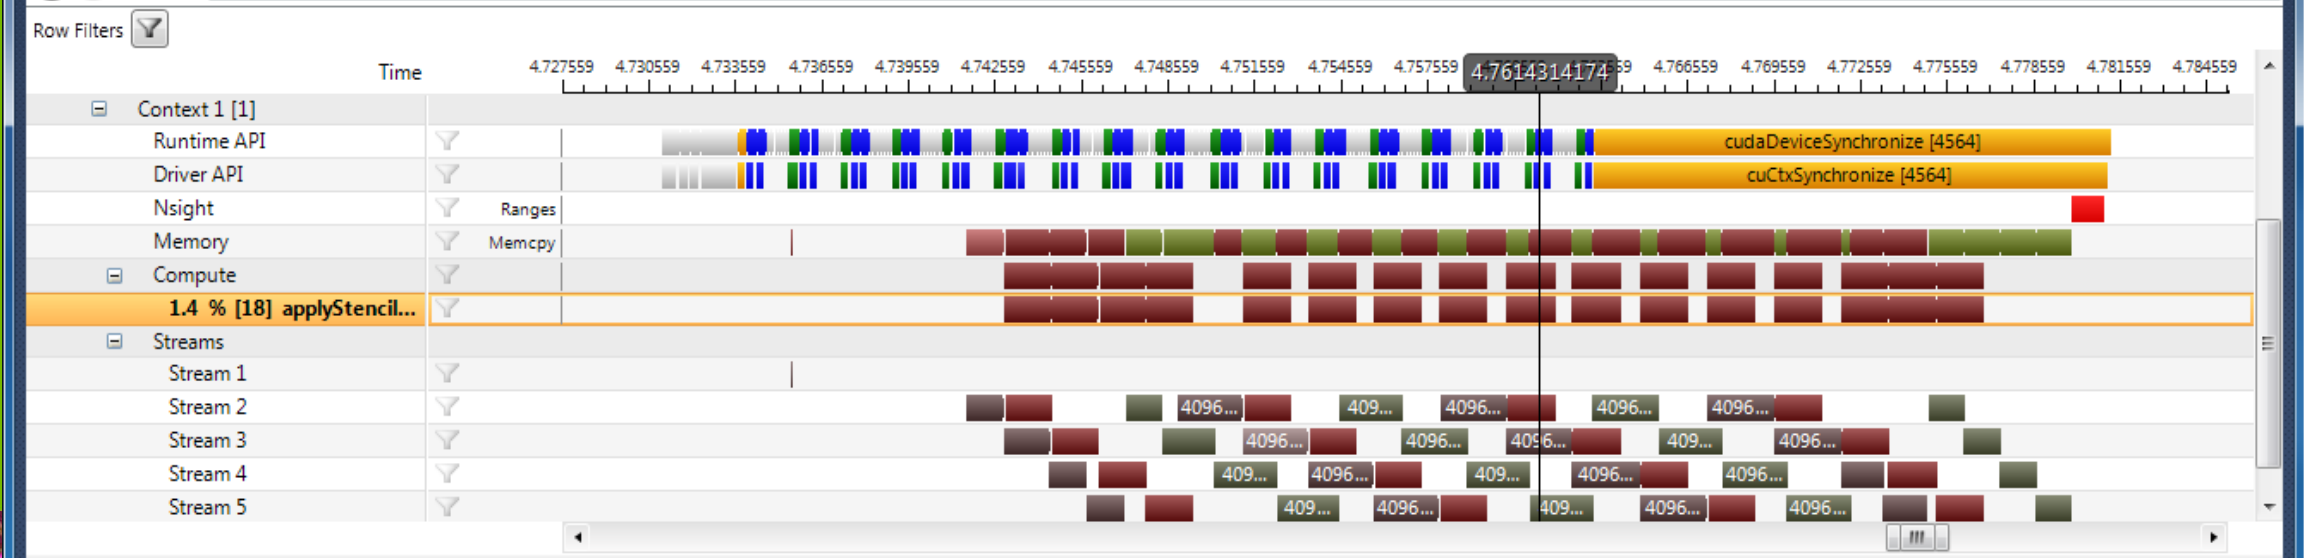 Row Filters
Time 4.727559 4.730559 4.733559 4.736559 4.739559 4.742559 4.745559 4.748559 4.751559 4.754559 4.757559 4.7614314174 4.766559 4.769559 4.772559 4.775559 4.778559 4.781559 4.784559
Context 1 [1]
Runtime API cudaDeviceSynchronize [4564]
Driver API cuCtxSynchronize [4564]
Nsight Ranges
Memory Memcpy
Compute
1.4 % [18] applyStencil...
Streams
Stream 1
Stream 2 4096... 409... 4096... 4096... 4096...
Stream 3 4096... 4096... 4096... 409... 4096...
Stream 4 409... 4096... 409... 4096... 4096...
Stream 5 409... 4096... 409... 4096... 4096...